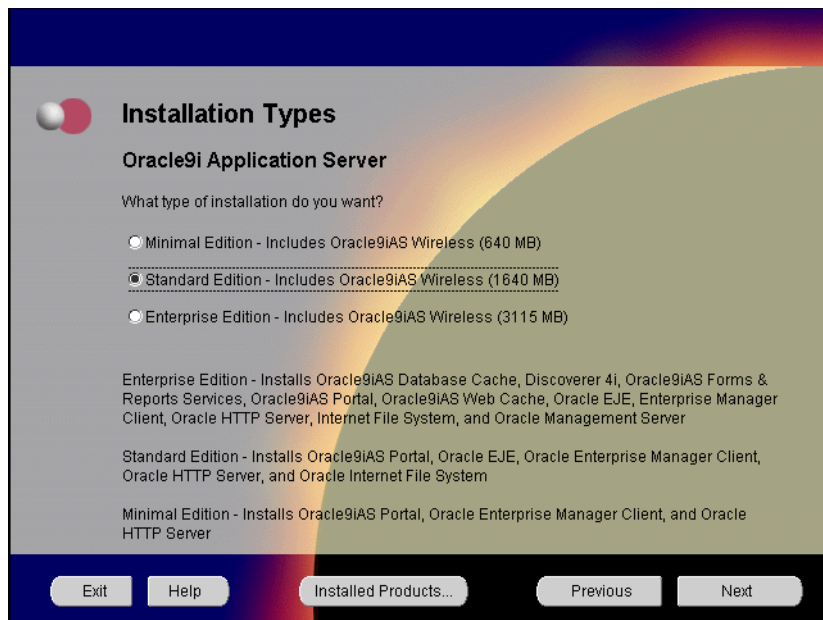 Installation Types
Oracle9i Application Server
What type of installation do you want?
Minimal Edition - Includes Oracle9iAS Wireless (640 MB)
Standard Edition - Includes Oracle9iAS Wireless (1640 MB)
Enterprise Edition - Includes Oracle9iAS Wireless (3115 MB)
Enterprise Edition - Installs Oracle9iAS Database Cache, Discoverer 4i, Oracle9iAS Forms &
Reports Services, Oracle9iAS Portal, Oracle9iAS Web Cache, Oracle EJE, Enterprise Manager
Client, Oracle HTTP Server, Internet File System, and Oracle Management Server
Standard Edition - Installs Oracle9iAS Portal, Oracle EJE, Oracle Enterprise Manager Client,
Oracle HTTP Server, and Oracle Internet File System
Minimal Edition - Installs Oracle9iAS Portal, Oracle Enterprise Manager Client, and Oracle
HTTP Server
Exit Help Installed Products... Previous Next